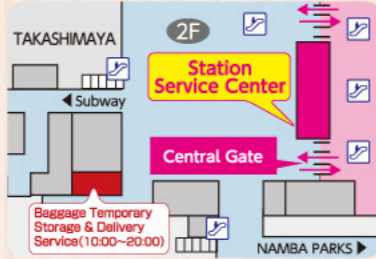 2F
TAKASHIMAYA
Station
Service Center
◀ Subway
Central Gate
Baggage Temporary
Storage & Delivery
Service(10:00～20:00)
NAMBA PARKS ▶